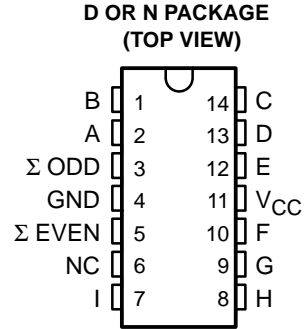 D OR N PACKAGE
(TOP VIEW)
B 1 14 C
A 2 13 D
Σ ODD 3 12 E
GND 4 11 VCC
Σ EVEN 5 10 F
NC 6 9 G
I 7 8 H